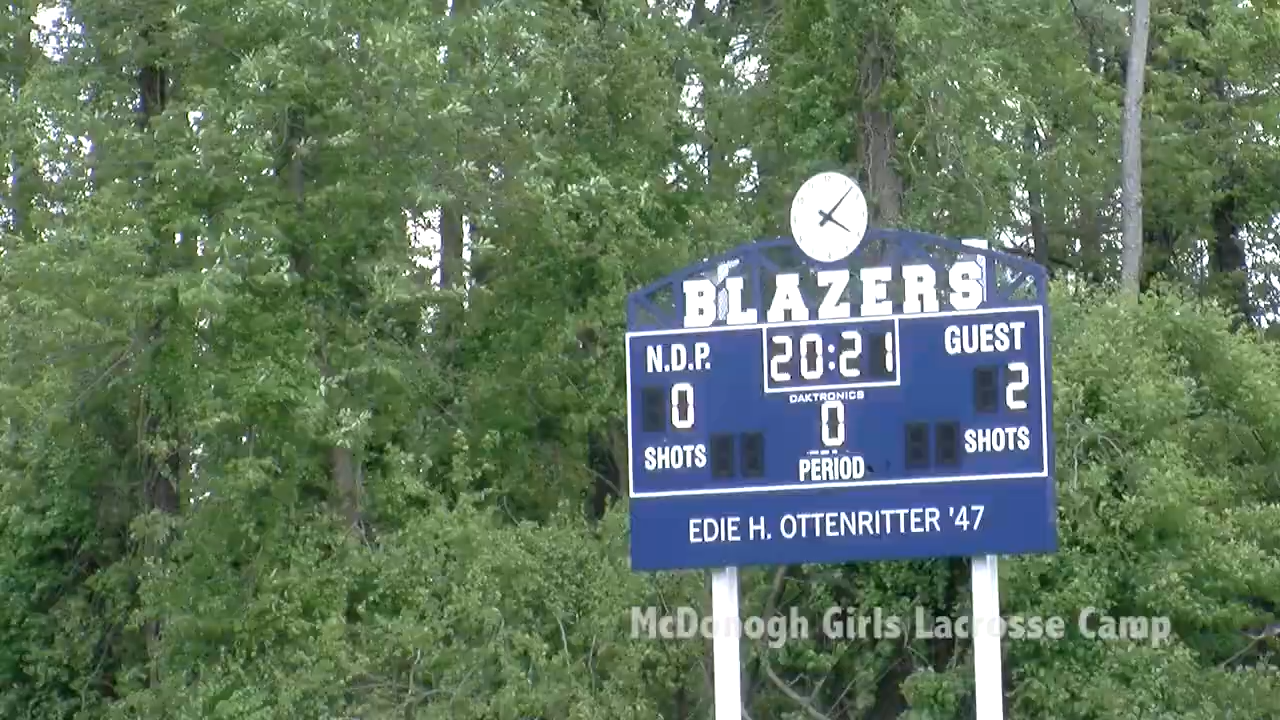 BLAZERS
N.D.P.
20:21
GUEST
0
DAKTRONICS
0
2
SHOTS
PERIOD
SHOTS
EDIE H. OTTENRITTER '47
McDonogh Girls Lacrosse Camp